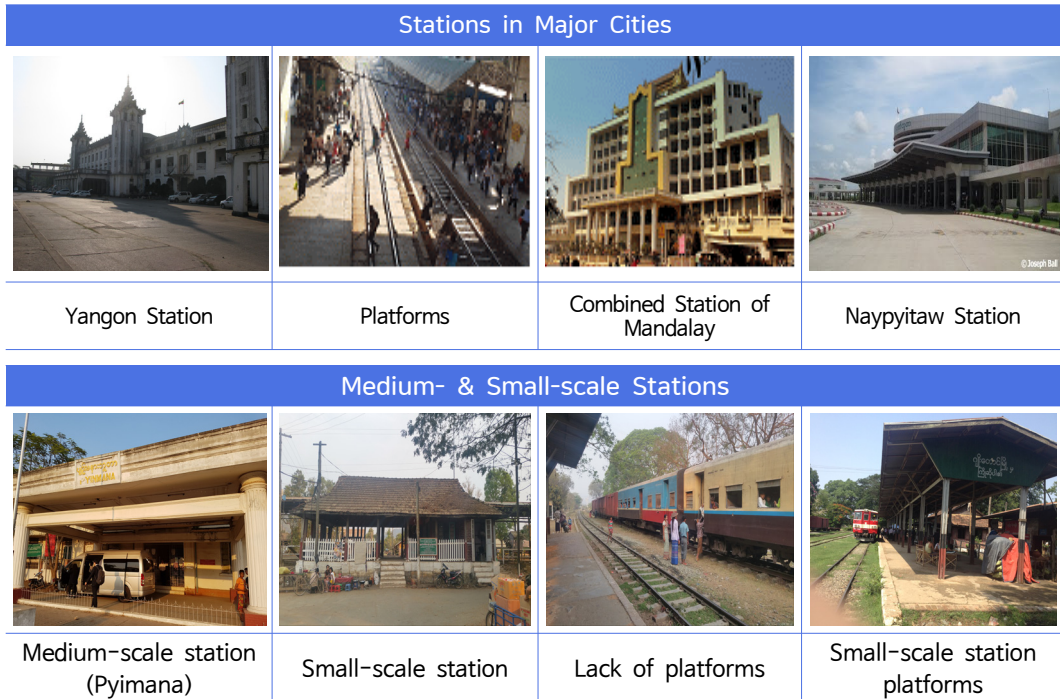 Stations in Major Cities
© Joseph Ball
Yangon Station
Platforms
Combined Station of
Mandalay
Naypyitaw Station
Medium- & Small-scale Stations
PYINMANA
Medium-scale station
(Pyimana)
Small-scale station
Lack of platforms
Small-scale station
platforms